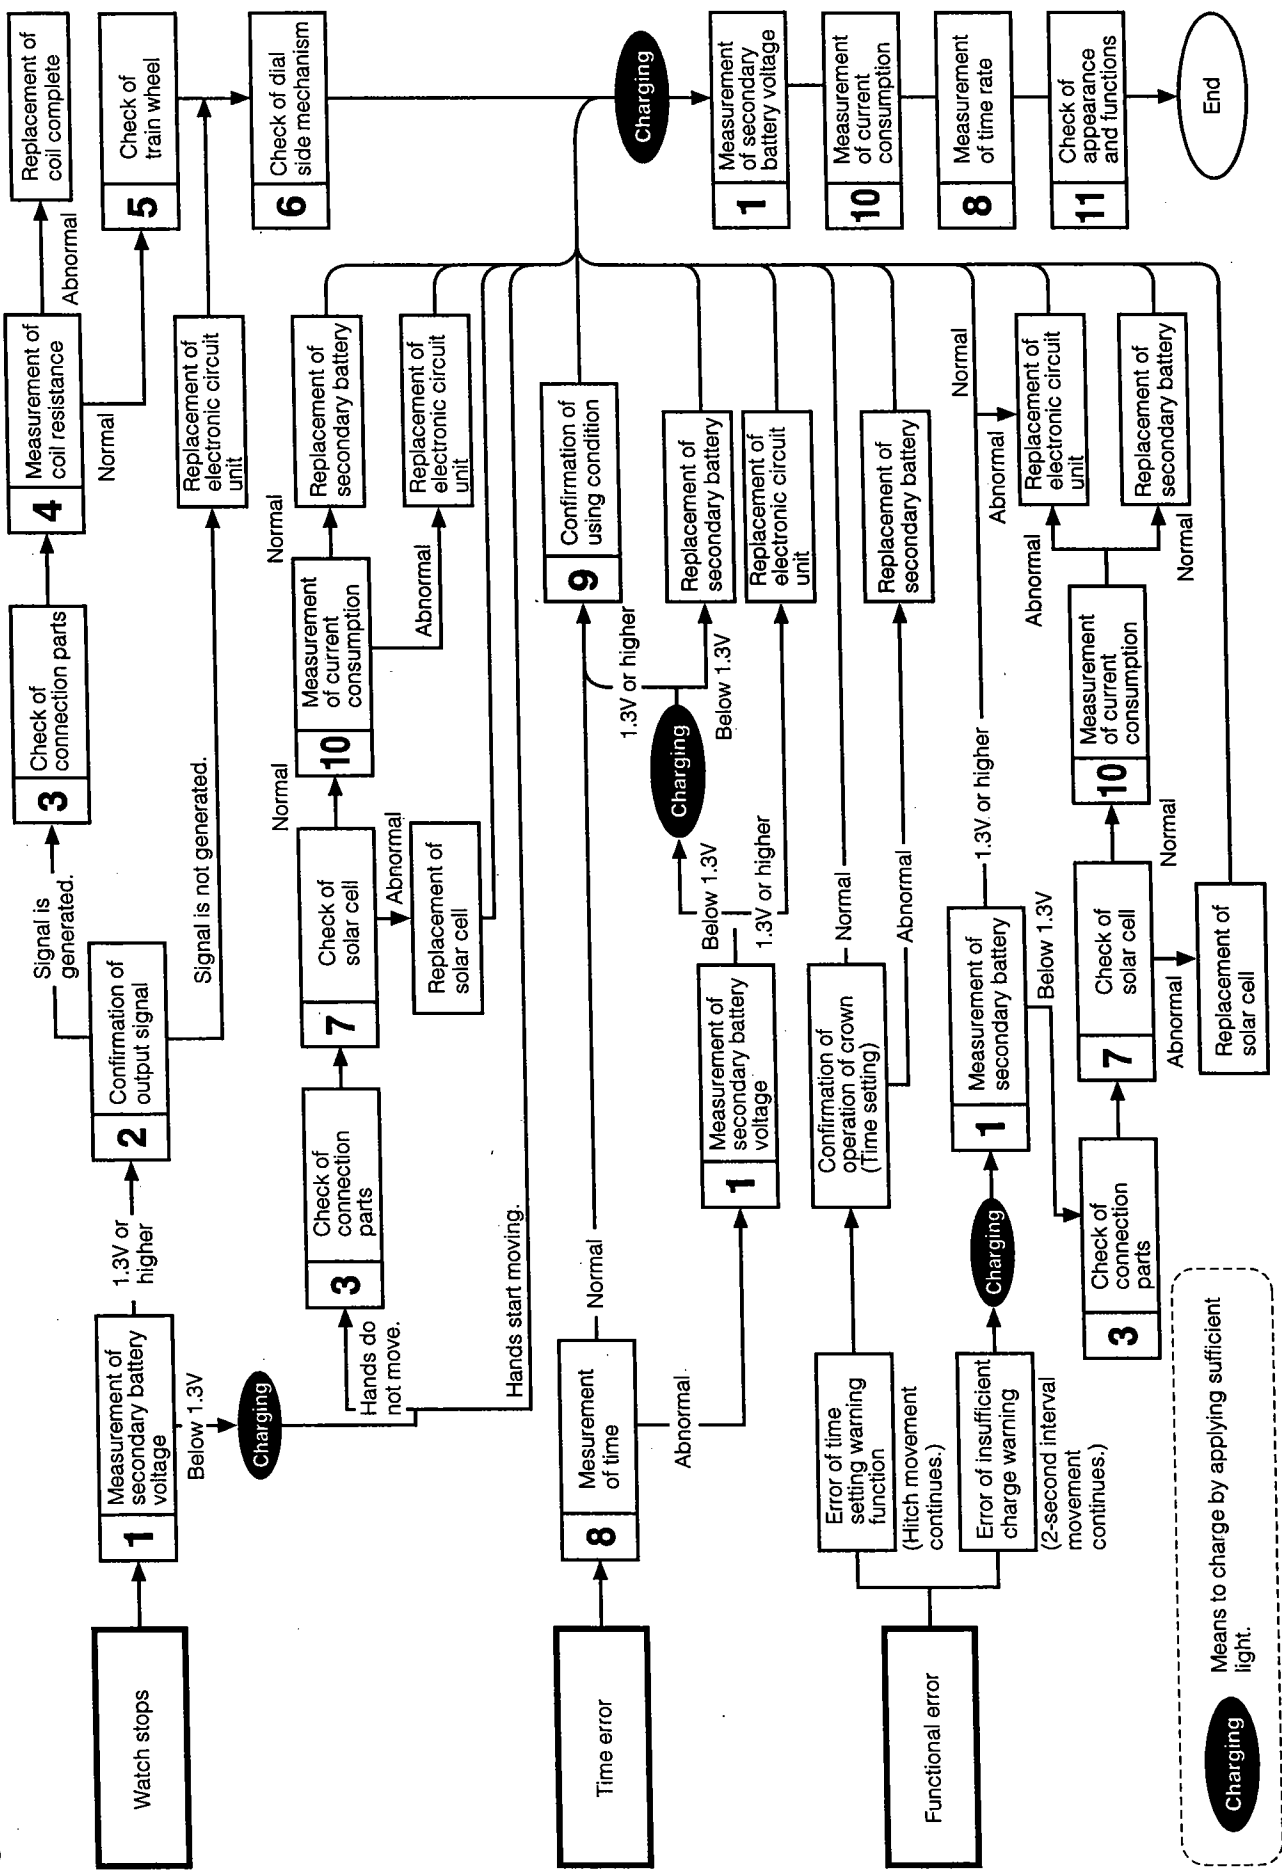 Watch stops
1
Measurement of
secondary battery
voltage
1.3V or
higher
Below 1.3V
Charging
2
Confirmation of
output signal
Signal is
generated.
Signal is not generated.
3
Check of
connection parts
4
Measurement of
coil resistance
Abnormal
Normal
Replacement of
coil complete
5
Check of
train wheel
Replacement of
electronic circuit
unit
6
Check of dial
side mechanism
Hands do
not move.
Hands start moving.
3
Check of
connection
parts
7
Check of
solar cell
Normal
Abnormal
Replacement of
solar cell
10
Measurement
of current
consumption
Normal
Abnormal
Replacement of
secondary battery
Replacement of
electronic circuit
unit
Time error
8
Mesurement
of time
Normal
Abnormal
1
Measurement of
secondary battery
voltage
Below 1.3V
1.3V or higher
Charging
1.3V or higher
Below 1.3V
9
Confirmation of
using condition
Replacement of
secondary battery
Replacement of
electronic circuit
unit
Functional error
Error of time
setting warning
function
(Hitch movement
continues.)
Confirmation of
operation of crown
(Time setting)
Normal
Abnormal
Replacement of
secondary battery
Error of insufficient
charge warning
(2-second interval
movement
continues.)
Charging
1
Measurement of
secondary battery
1.3V or higher
Below 1.3V
Normal
Abnormal
3
Check of
connection
parts
7
Check of
solar cell
Normal
Abnormal
Replacement of
solar cell
10
Measurement
of current
consumption
Abnormal
Normal
Replacement of
electronic circuit
unit
Replacement of
secondary battery
Charging
1
Measurement
of secondary
battery voltage
10
Measurement
of current
consumption
8
Measurement
of time rate
11
Check of
appearance
and functions
End
Charging
Means to charge by applying sufficient
light.